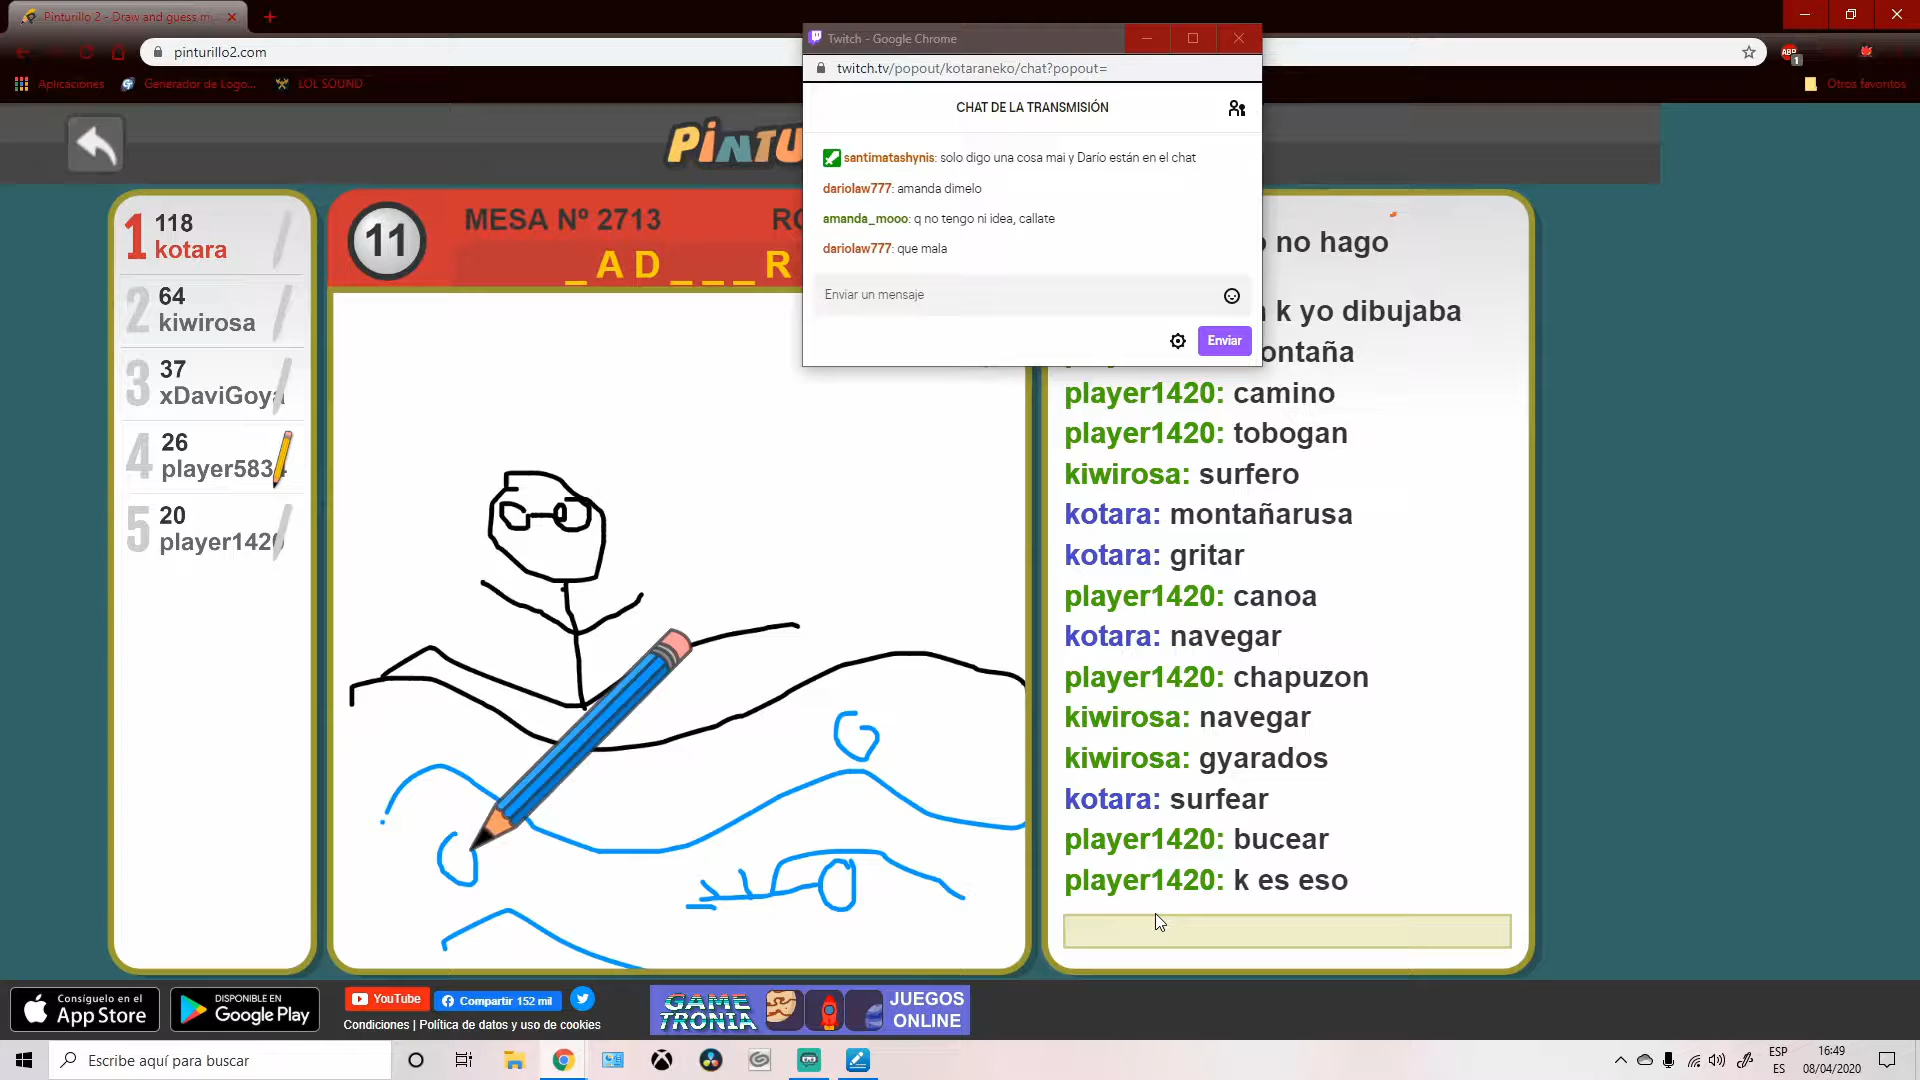 Pinturillo 2 - Draw and guess m
pinturillo2.com
Aplicaciones
Generador de Logo...
LOL SOUND
Otros favoritos
ABP
1
Twitch - Google Chrome
twitch.tv/popout/kotaraneko/chat?popout=
CHAT DE LA TRANSMISIÓN
santimatashynis: solo digo una cosa mai y Darío están en el chat
dariolaw777: amanda dimelo
amanda_mooo: q no tengo ni idea, callate
dariolaw777: que mala
Enviar un mensaje
Enviar
PINTU
1 118
kotara
2 64
kiwirosa
3 37
xDaviGoya
4 26
player5834
5 20
player1420
11
MESA Nº 2713
RO
_ A D _ _ _ R
no hago
k yo dibujaba
ontaña
player1420: camino
player1420: tobogan
kiwirosa: surfero
kotara: montañarusa
kotara: gritar
player1420: canoa
kotara: navegar
player1420: chapuzon
kiwirosa: navegar
kiwirosa: gyarados
kotara: surfear
player1420: bucear
player1420: k es eso
Consíguelo en el
App Store
DISPONIBLE EN
Google Play
YouTube
Compartir 152 mil
Condiciones | Política de datos y uso de cookies
GAME
TRONIA
JUEGOS
ONLINE
Escribe aquí para buscar
ESP
ES
16:49
08/04/2020